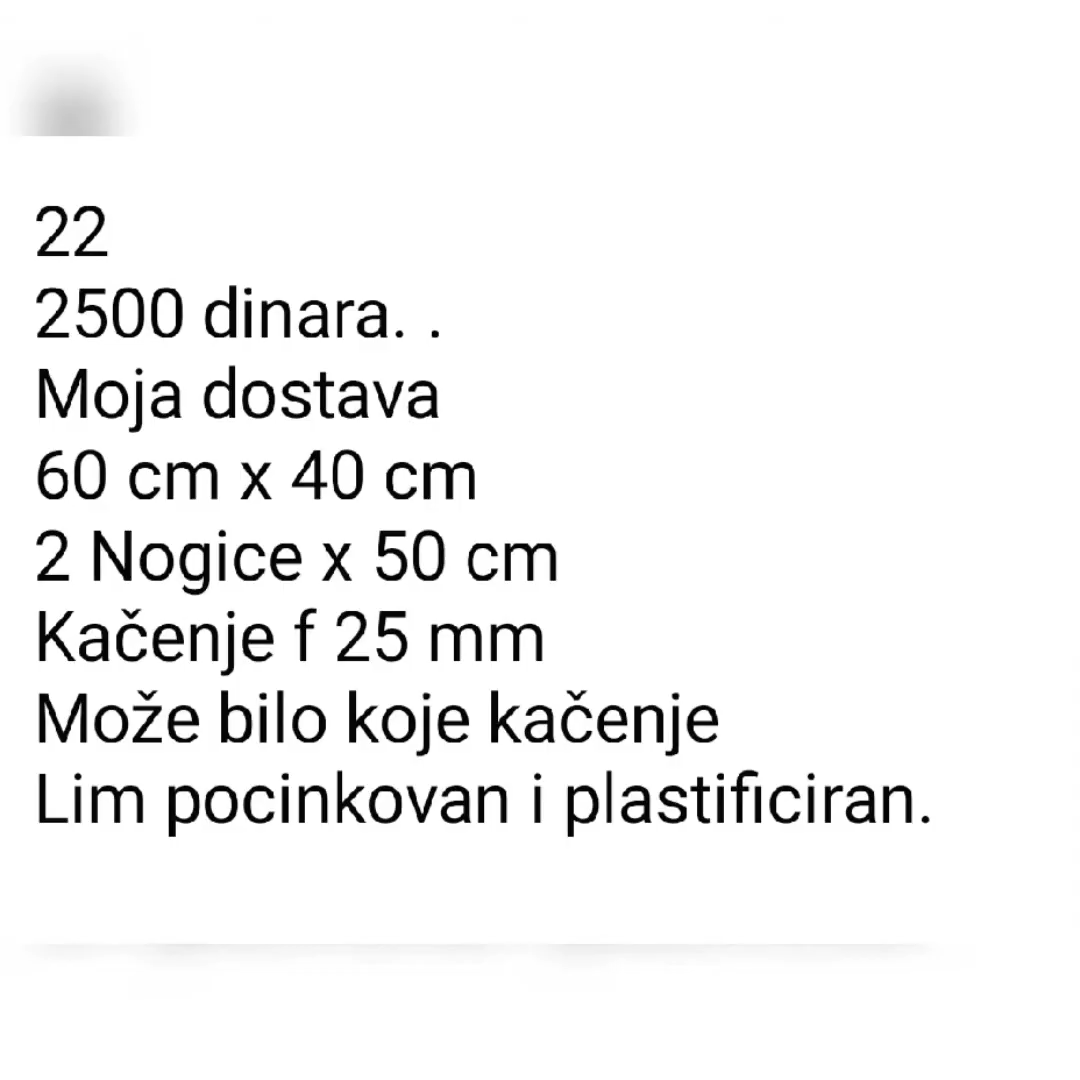 22
2500 dinara. .
Moja dostava
60 cm x 40 cm
2 Nogice x 50 cm
Kačenje f 25 mm
Može bilo koje kačenje
Lim pocinkovan i plastificiran.